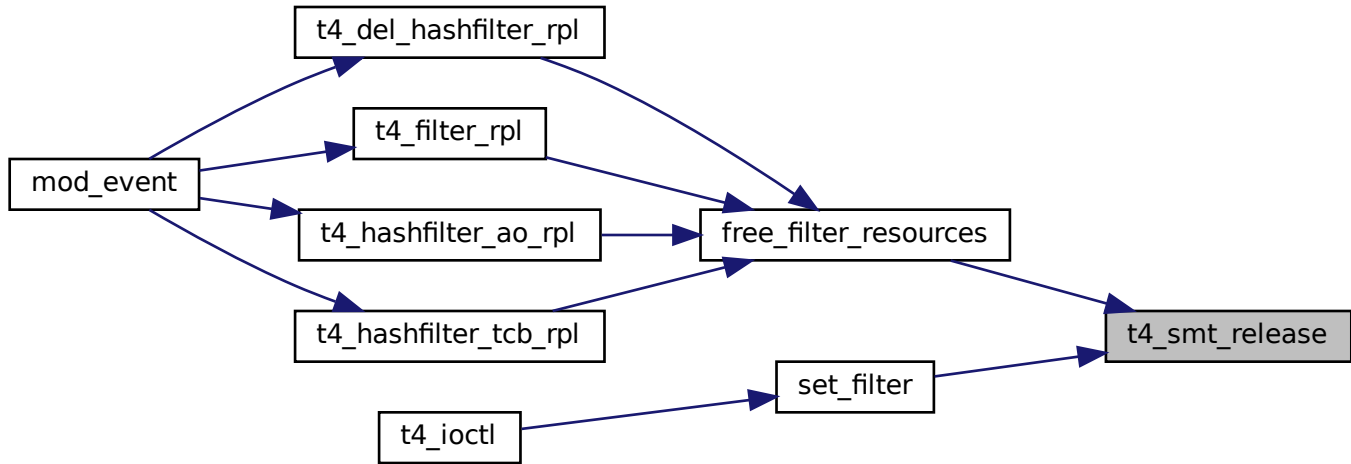 t4_del_hashfilter_rpl
t4_filter_rpl
mod_event
t4_hashfilter_ao_rpl
free_filter_resources
t4_hashfilter_tcb_rpl
t4_smt_release
set_filter
t4_ioctl